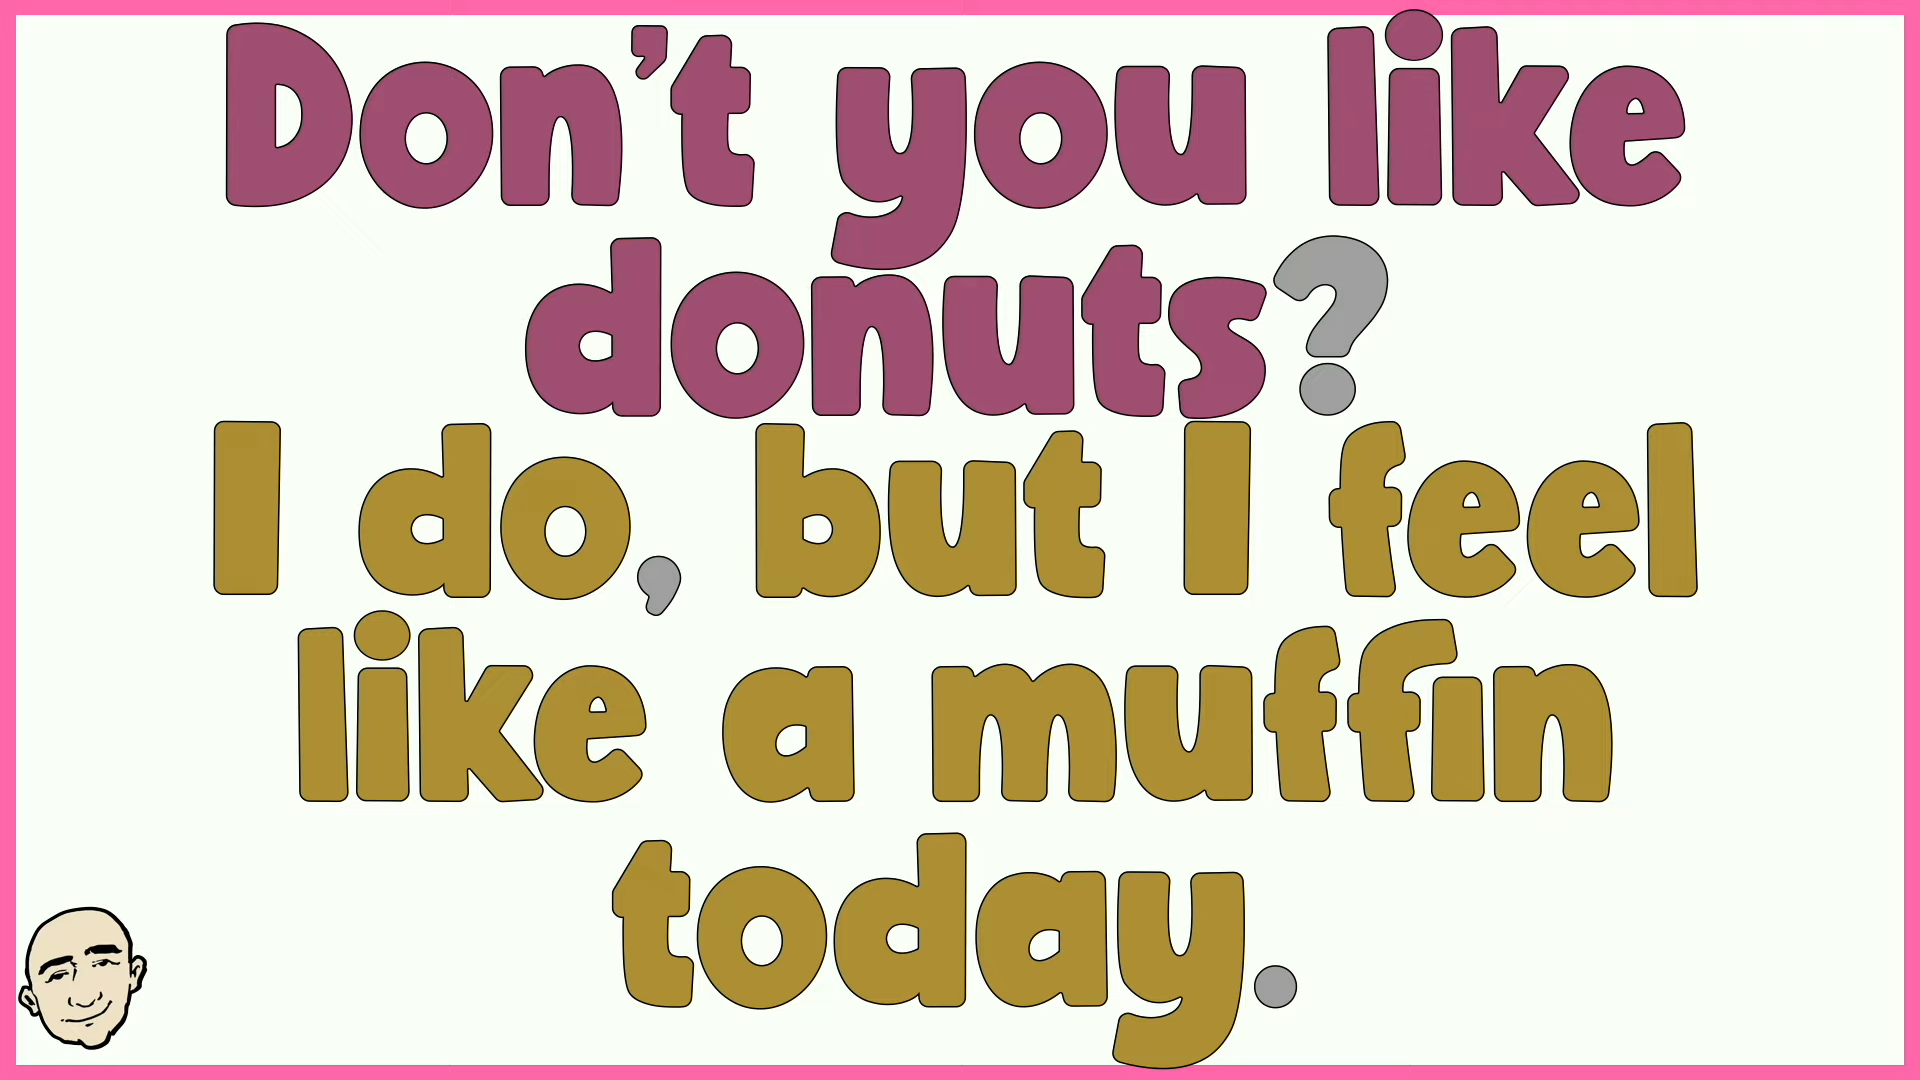 Don't you like
donuts?
I do, but I feel
like a muffin
today.